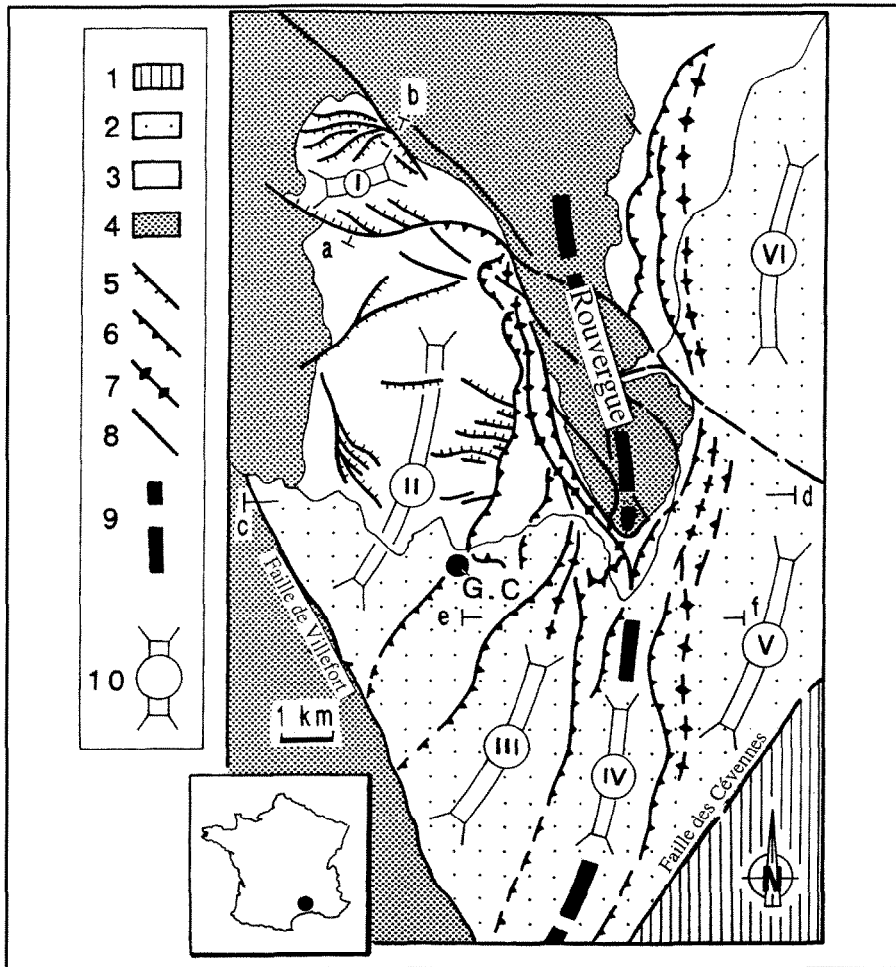 1
2
3
4
5
6
7
8
9
10
b
I
a
Rouvergue
VI
II
c
d
G.C
e
f
V
Faille de Villefort
1 km
III
IV
Faille des Cévennes
N